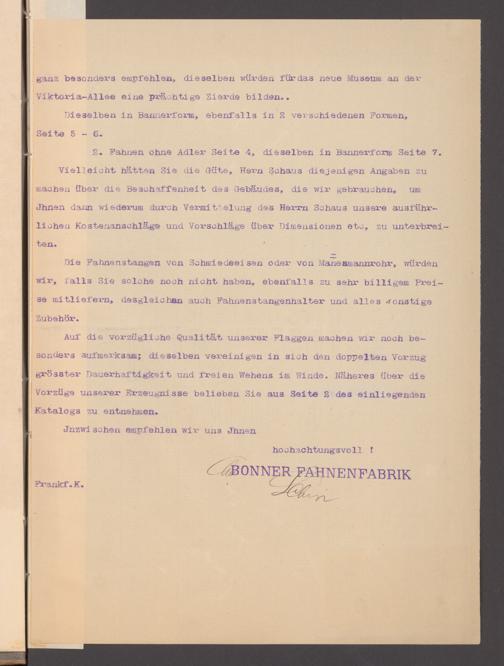 ganz besonders empfehlen, dieselben würden fürdas neue Museum an der
Viktoria-Allee eine prächtige Zierde bilden..
Dieselben in Bannerform, ebenfalls in 2 verschiedenen Formen,
Seite 5 - 6.
2. Fahnen ohne Adler Seite 4, dieselben in Bannerform Seite 7.
Vielleicht hätten Sie die Güte, Hern Schaus diejenigen Angaben zu
machen über die Beschaffenheit des Gebäudes, die wir gebrauchen, um
Jhnen dann wiederum durch Vermittelung des Herrn Schaus unsere ausführ-
lichen Kostenanschläge und Vorschläge über Dimensionen etc, zu unterbrei-
ten.
Die Fahnenstangen von Schmiedeeisen oder von Manesmannrohr, würden
wir, falls Sie solche noch nicht haben, ebenfalls zu sehr billigem Prei-
se mitliefern, desgleichen auch Fahnenstangenhalter und alles sonstige
Zubehör.
Auf die vorzügliche Qualität unserer Flaggen machen wir noch be-
sonders aufmerksam; dieselben vereinigen in sich den doppelten Vorzug
grösster Dauerhaftigkeit und freien Wehens im Winde. Näheres über die
Vorzüge unserer Erzeugnisse belieben Sie aus Seite 2 des einliegenden
Katalogs zu entnehmen.
Jnzwischen empfehlen wir uns Jhnen
hochachtungsvoll !
BONNER FAHNENFABRIK
Frankf.K.